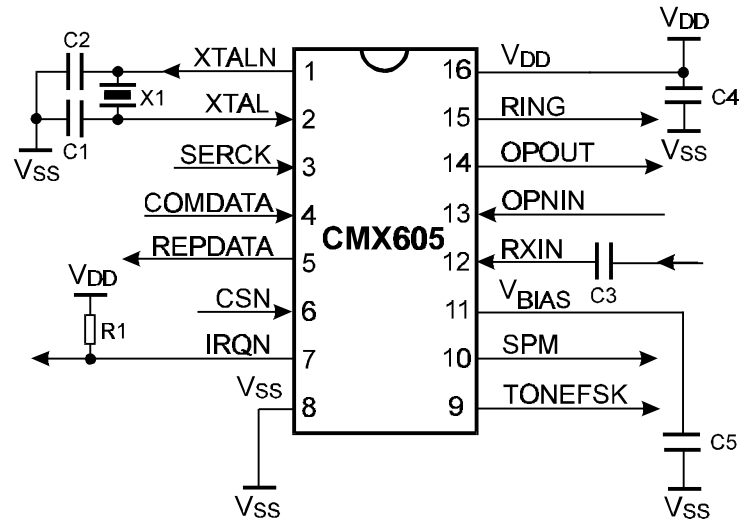 C2
XTALN
1
X1
XTAL
2
C1
VSS
SERCK
3
COMDATA
4
REPDATA
5
VDD
CSN
6
R1
IRQN
7
VSS
8
VSS
CMX605
VDD
16
VDD
C4
15
RING
VSS
14
OPOUT
13
OPNIN
12
RXIN
C3
11
VBIAS
10
SPM
9
TONEFSK
C5
VSS